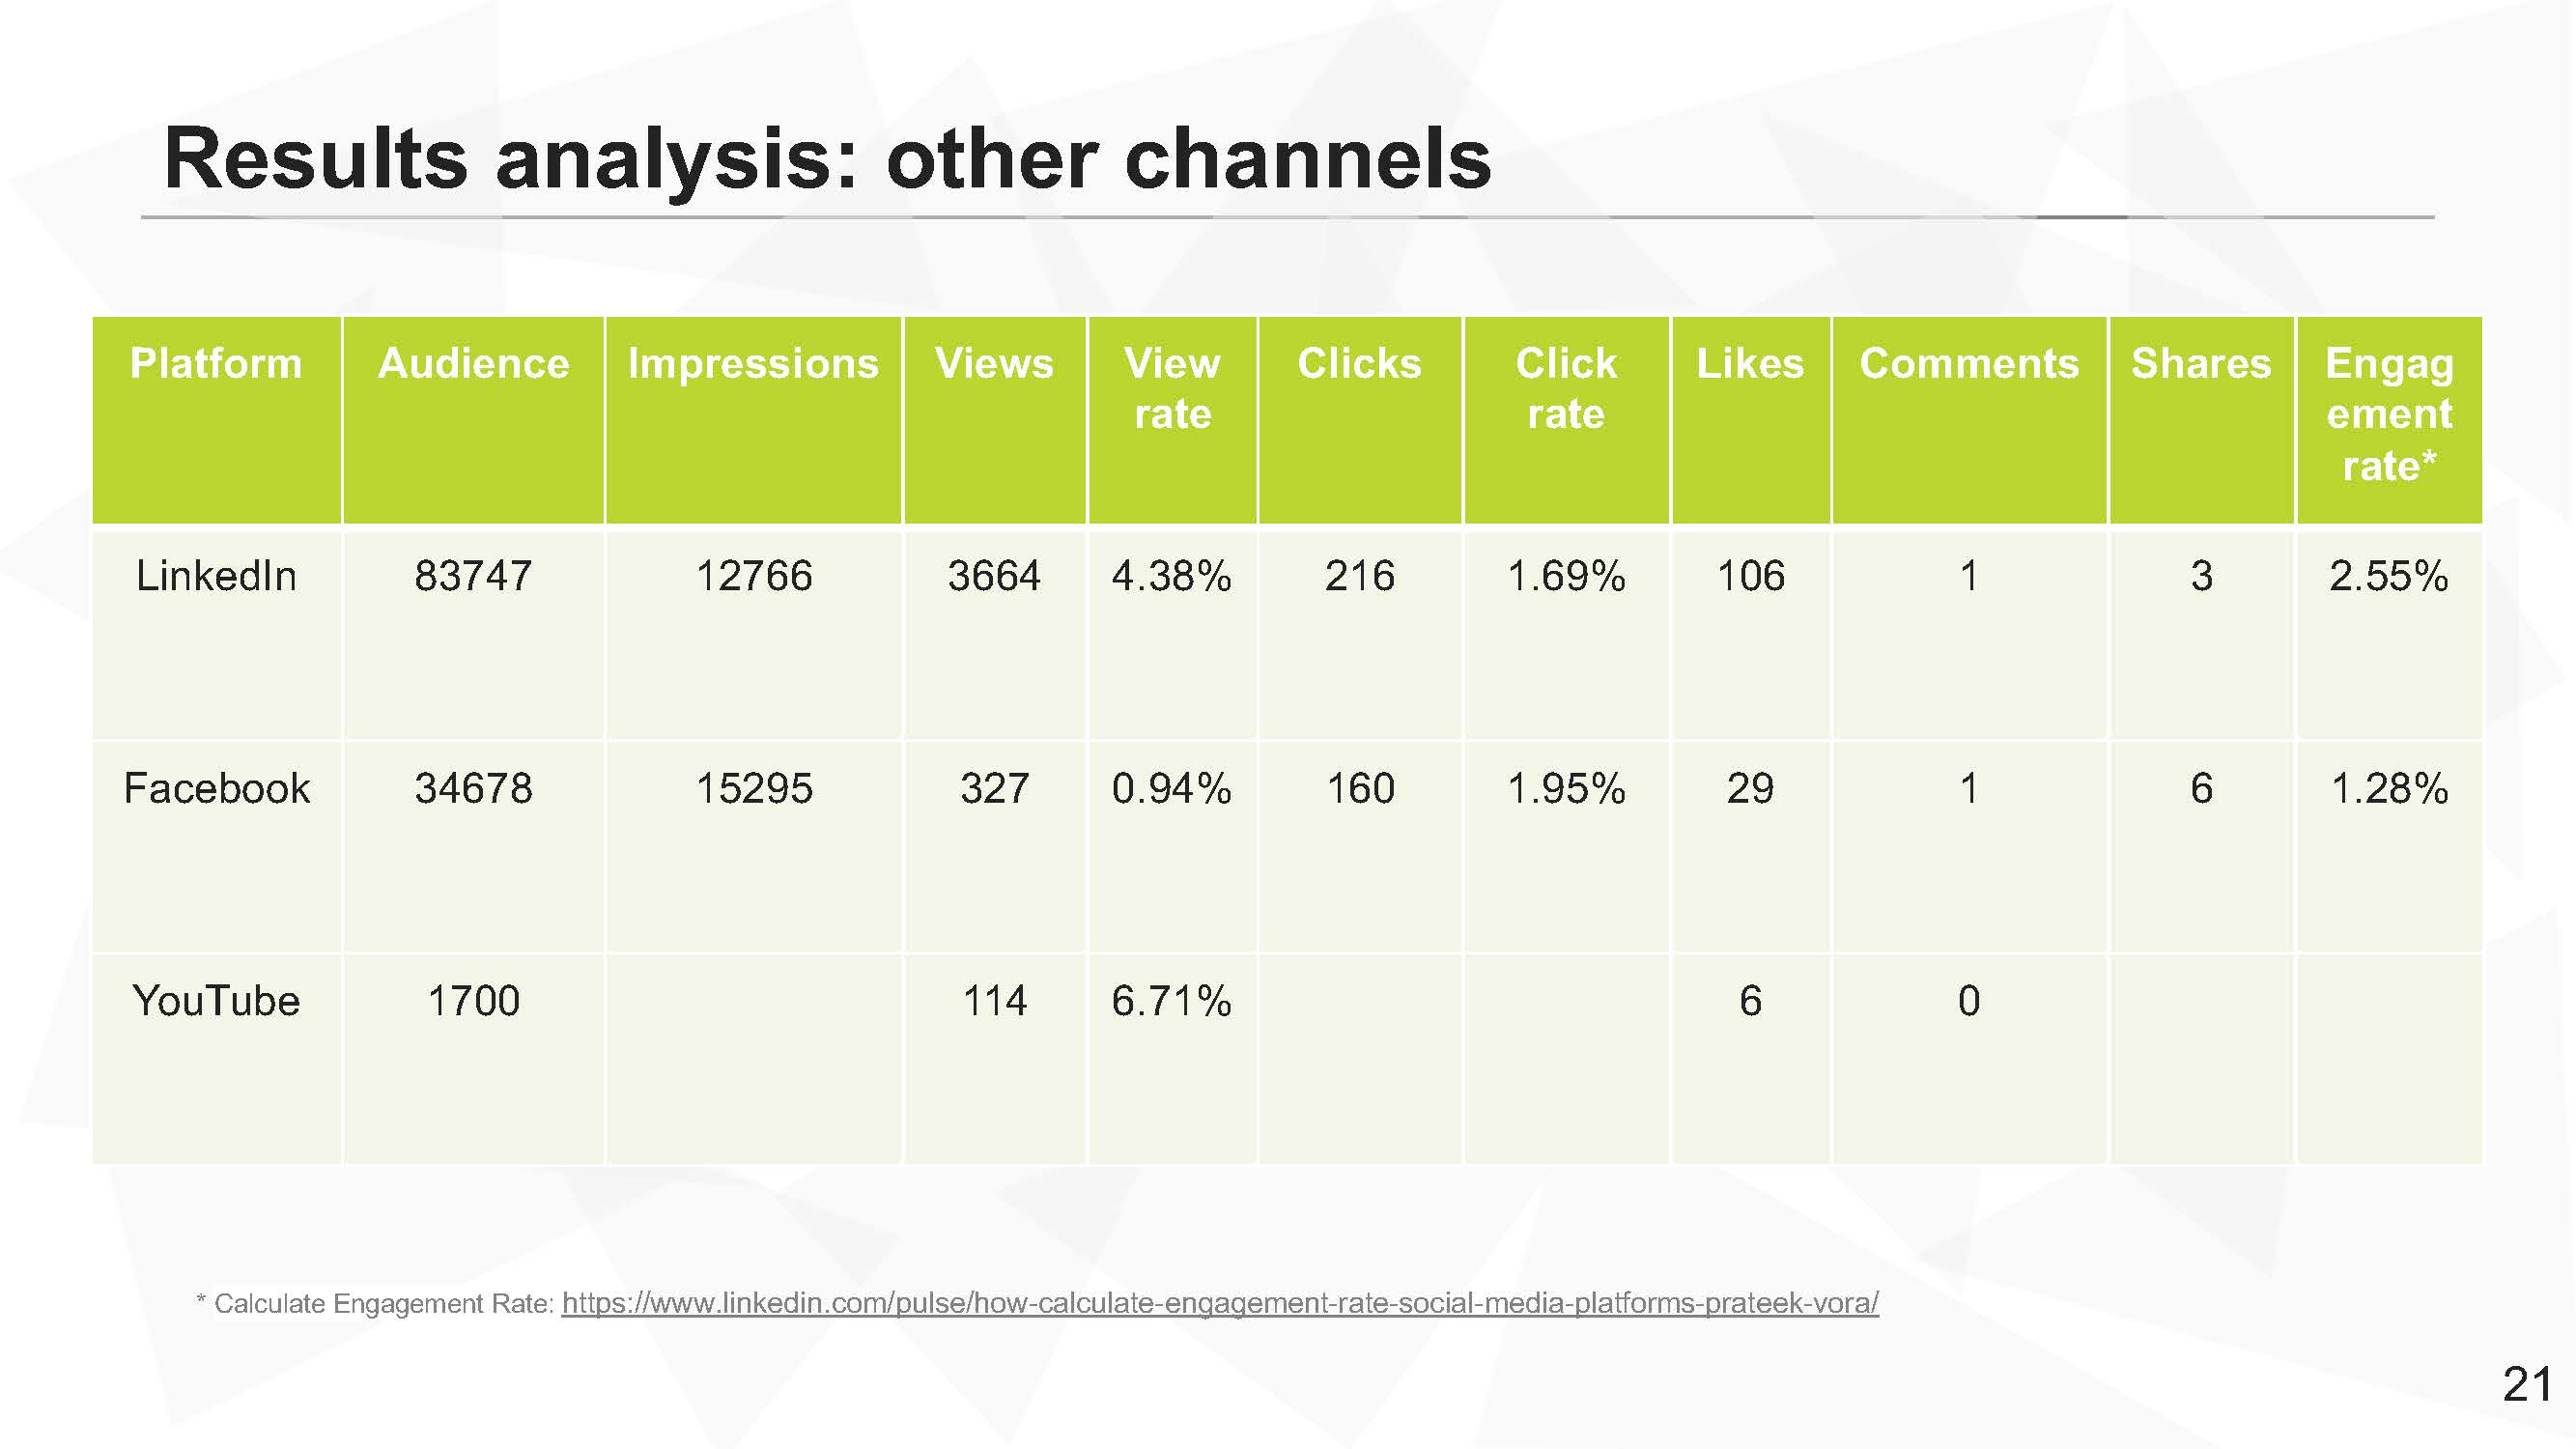 Results analysis: other channels
Platform Audience Impressions Views View Clicks Click Likes Comments Shares Engag
rate rate ement
rate*
LinkedIn 83747 12766 3664 4.38% 216 1.69% 106 1 3 2.55%
Facebook 34678 15295 327 0.94% 160 1.95% 29 1 6 1.28%
YouTube 1700 114 6.71% 6 0
* Calculate Engagement Rate: https://www.linkedin.com/pulse/how-calculate-engagement-rate-social-media-platforms-prateek-vora/
21